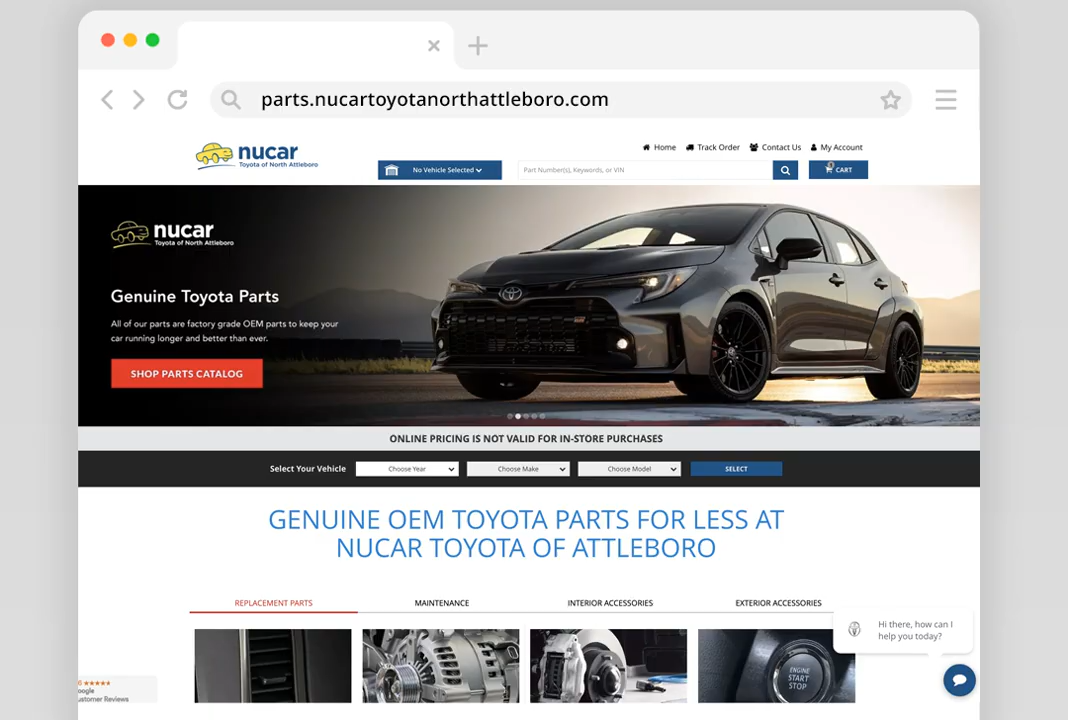 parts.nucartoyotanorthattleboro.com
nucar
Toyota of North Attleboro
Home Track Order Contact Us My Account
No Vehicle Selected
Part Number(s), Keywords, or VIN
CART
nucar
Toyota of North Attleboro
Genuine Toyota Parts
All of our parts are factory grade OEM parts to keep your
car running longer and better than ever.
SHOP PARTS CATALOG
ONLINE PRICING IS NOT VALID FOR IN-STORE PURCHASES
Select Your Vehicle Choose Year Choose Make Choose Model SELECT
GENUINE OEM TOYOTA PARTS FOR LESS AT
NUCAR TOYOTA OF ATTLEBORO
REPLACEMENT PARTS MAINTENANCE INTERIOR ACCESSORIES EXTERIOR ACCESSORIES
Hi there, how can I
help you today?
ENGINE
START
STOP
6
oogle
ustomer Reviews